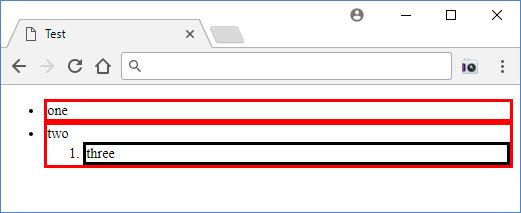 Test
• one
• two
1. three